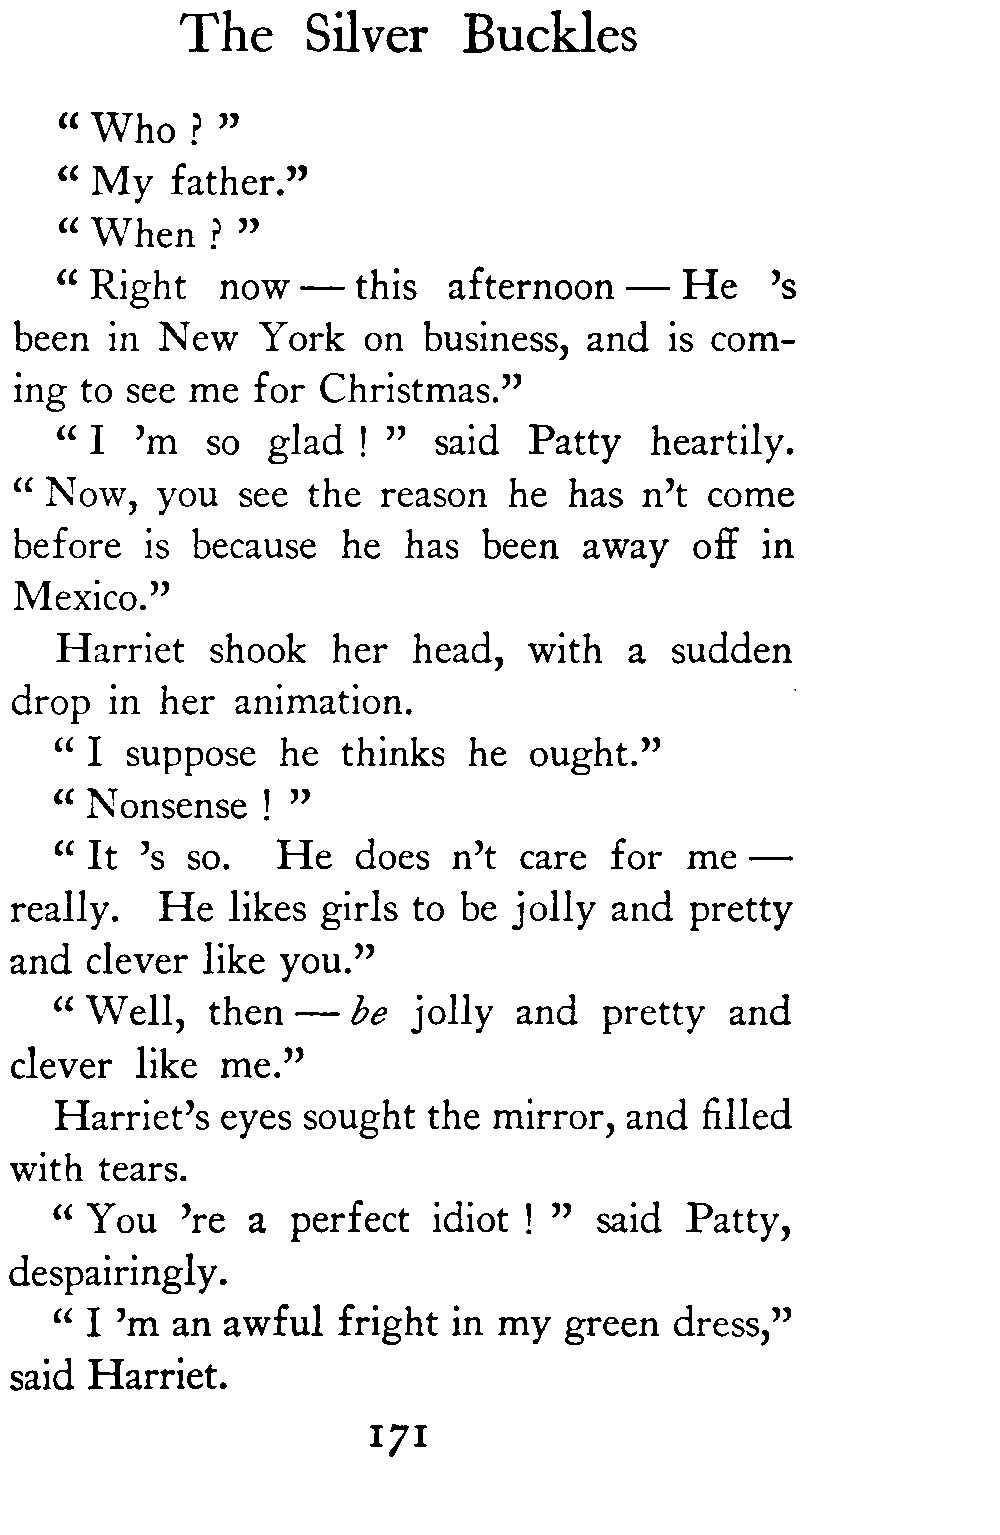 The Silver Buckles
“ Who ? ”
“ My father.”
“ When ? ”
“ Right now — this afternoon — He ’s
been in New York on business, and is com-
ing to see me for Christmas.”
“ I ’m so glad ! ” said Patty heartily.
“ Now, you see the reason he has n’t come
before is because he has been away off in
Mexico.”
Harriet shook her head, with a sudden
drop in her animation.
“ I suppose he thinks he ought.”
“ Nonsense ! ”
“ It ’s so. He does n’t care for me —
really. He likes girls to be jolly and pretty
and clever like you.”
“ Well, then — be jolly and pretty and
clever like me.”
Harriet’s eyes sought the mirror, and filled
with tears.
“ You ’re a perfect idiot ! ” said Patty,
despairingly.
“ I ’m an awful fright in my green dress,”
said Harriet.
171